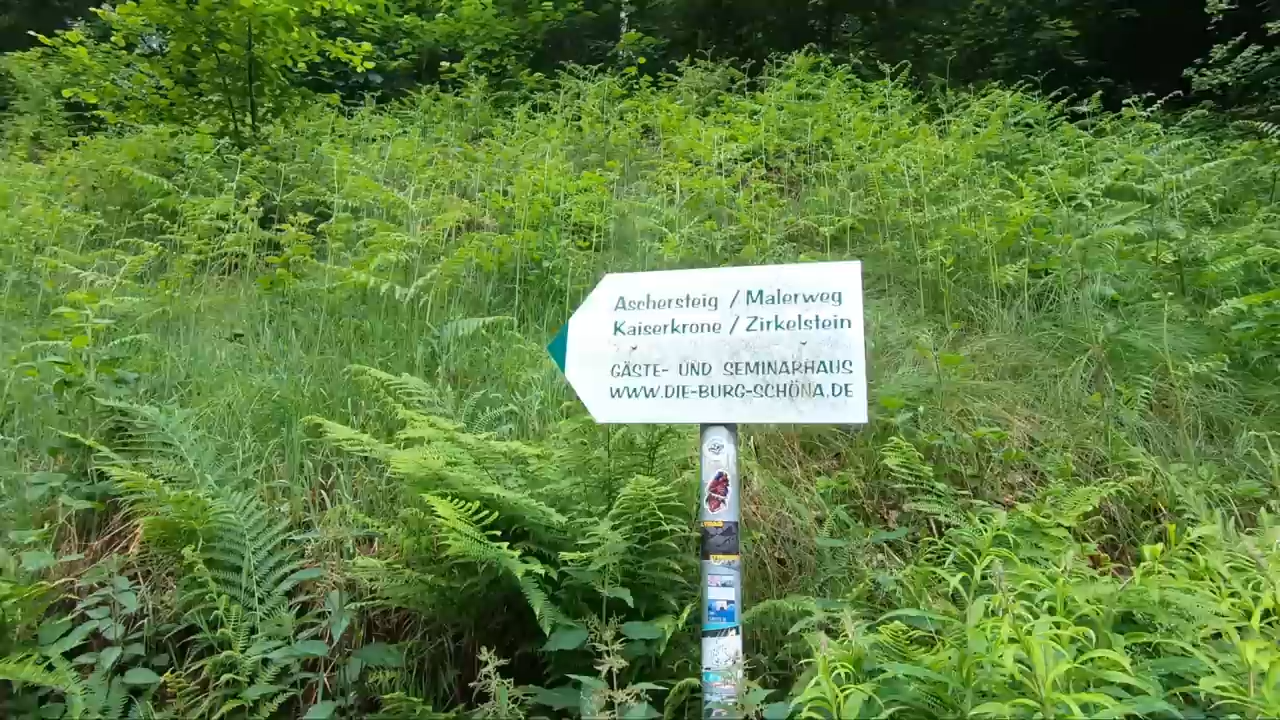 Aschersteig / Malerweg
Kaiserkrone / Zirkelstein
GÄSTE- UND SEMINARHAUS
WWW.DIE-BURG-SCHÖNA.DE